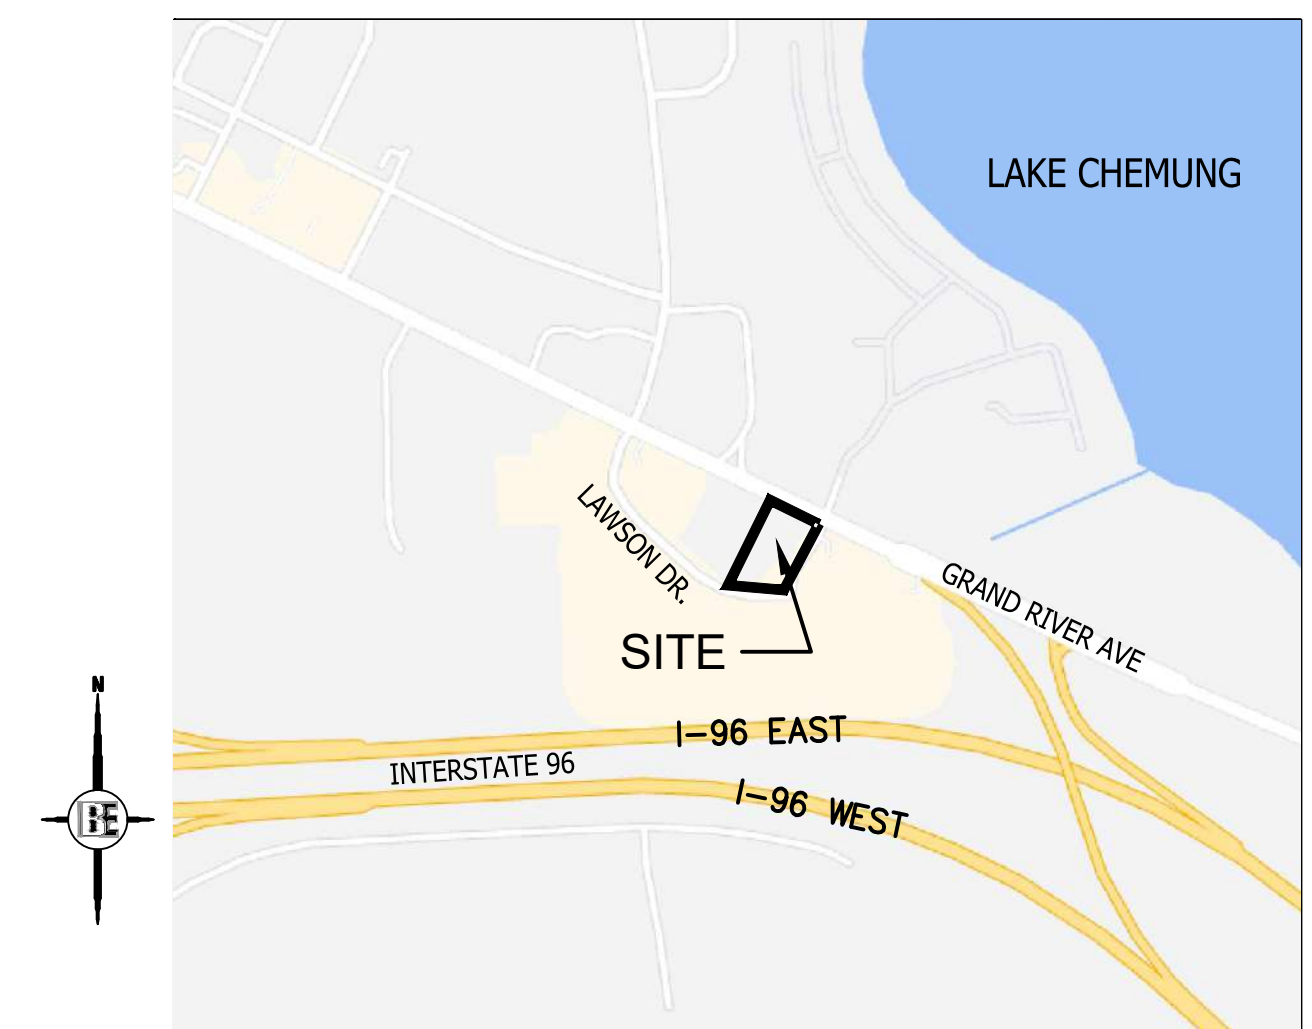 LAKE CHEMUNG
LAWSON DR.
GRAND RIVER AVE
SITE
N
I-96 EAST
INTERSTATE 96
I-96 WEST
BE